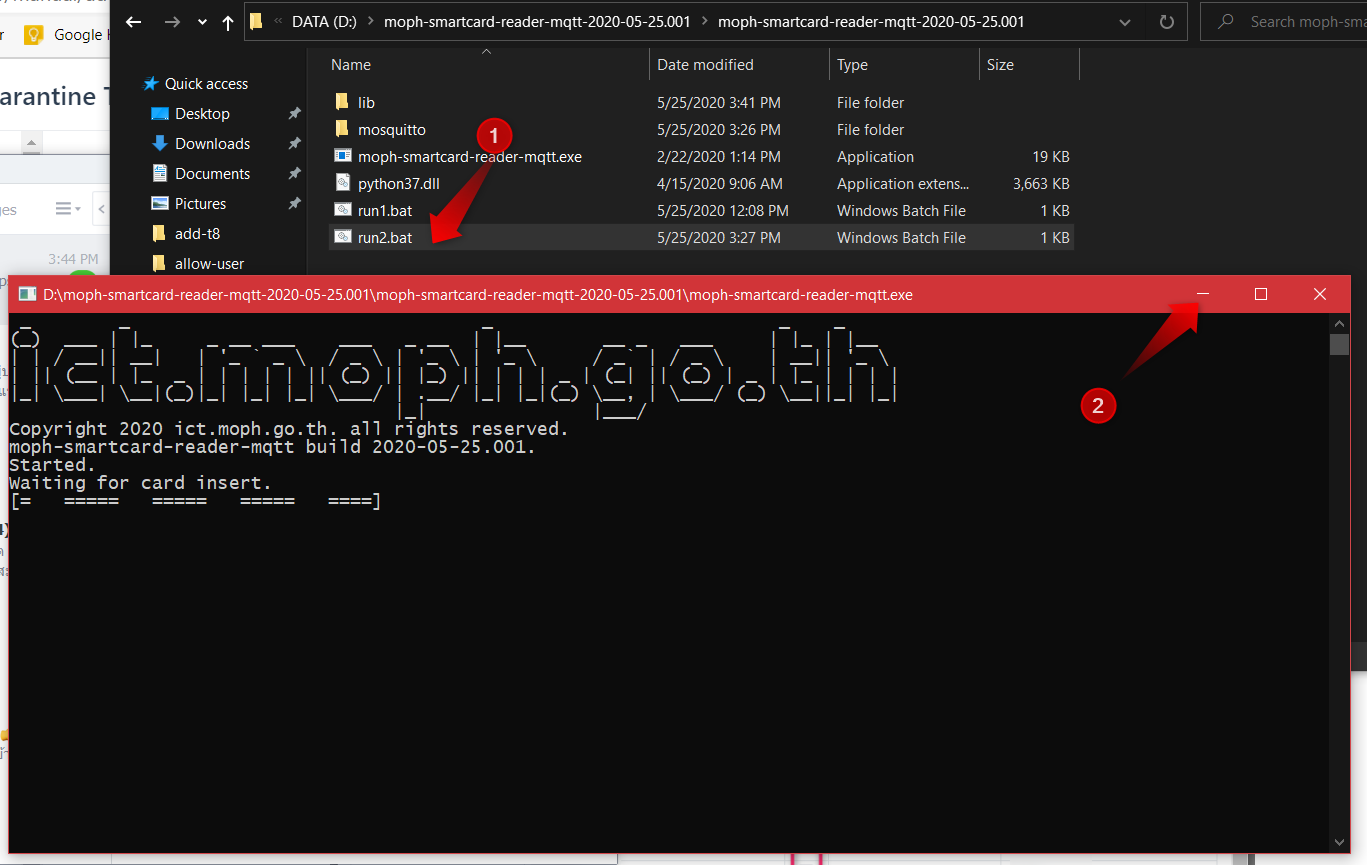 Google
DATA (D:) > moph-smartcard-reader-mqtt-2020-05-25.001 > moph-smartcard-reader-mqtt-2020-05-25.001
Search moph-sma
arantine T
Name Date modified Type Size
Quick access
Desktop
Downloads
Documents
Pictures
add-t8
allow-user
lib 5/25/2020 3:41 PM File folder
mosquitto 5/25/2020 3:26 PM File folder
moph-smartcard-reader-mqtt.exe 2/22/2020 1:14 PM Application 19 KB
python37.dll 4/15/2020 9:06 AM Application extens... 3,663 KB
run1.bat 5/25/2020 12:08 PM Windows Batch File 1 KB
run2.bat 5/25/2020 3:27 PM Windows Batch File 1 KB
1
ges
3:44 PM
D:\moph-smartcard-reader-mqtt-2020-05-25.001\moph-smartcard-reader-mqtt-2020-05-25.001\moph-smartcard-reader-mqtt.exe
2
ict.moph.go.th
Copyright 2020 ict.moph.go.th. all rights reserved.
moph-smartcard-reader-mqtt build 2020-05-25.001.
Started.
Waiting for card insert.
[=   =====   =====   =====   ====]